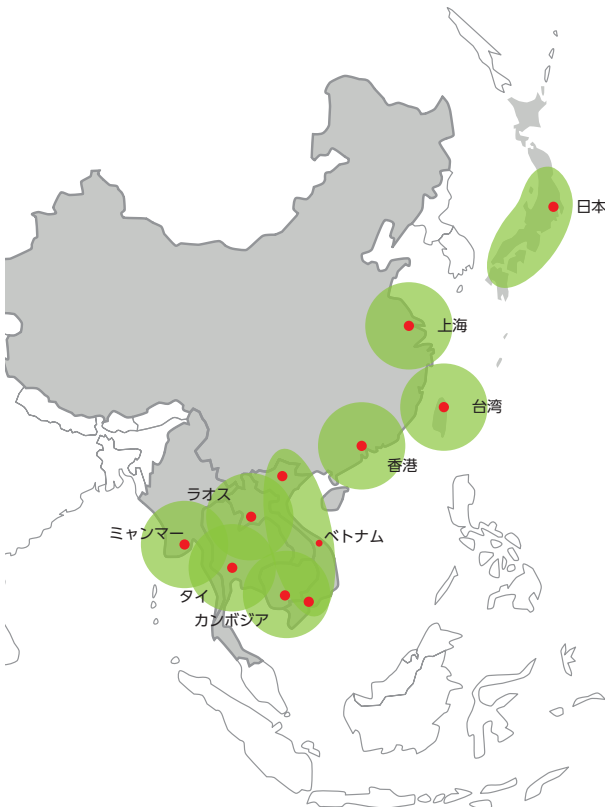 日本
上海
台湾
香港
ラオス
ミャンマー
ベトナム
タイ
カンボジア